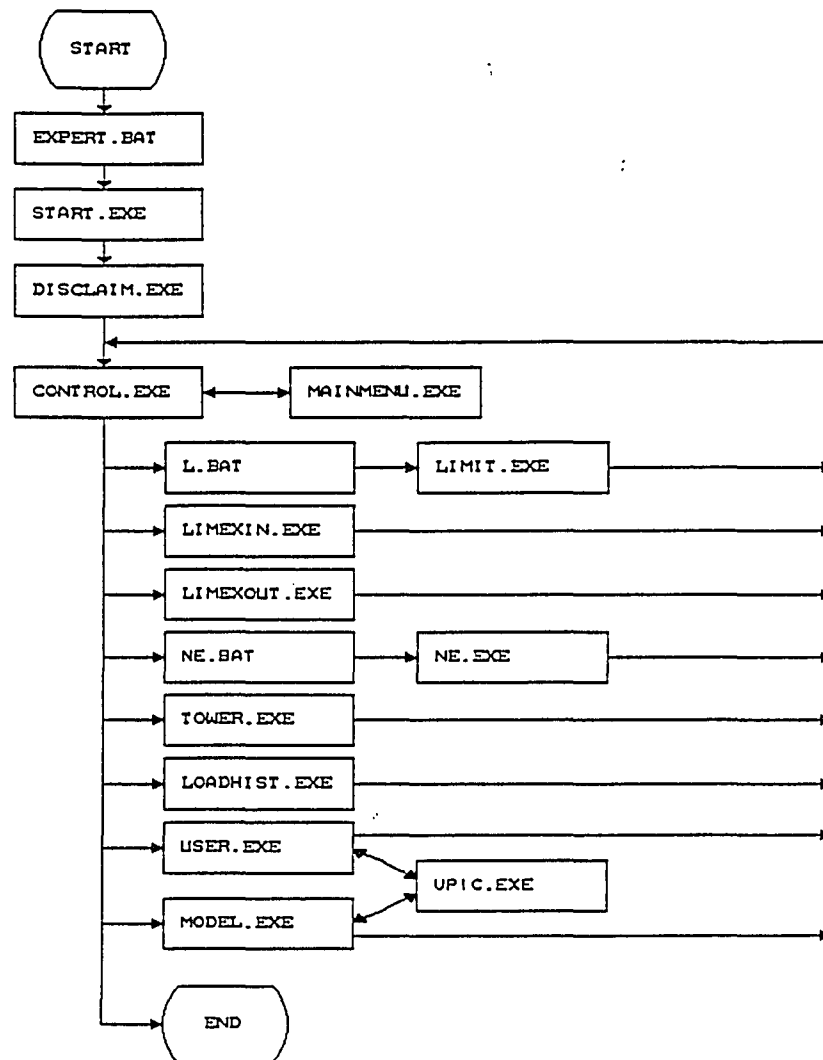 START
EXPERT.BAT
START.EXE
DISCLAIM.EXE
CONTROL.EXE
MAINMENU.EXE
L.BAT
LIMIT.EXE
LIMEXIN.EXE
LIMEXOUT.EXE
NE.BAT
NE.EXE
TOWER.EXE
LOADHIST.EXE
USER.EXE
VPIC.EXE
MODEL.EXE
END